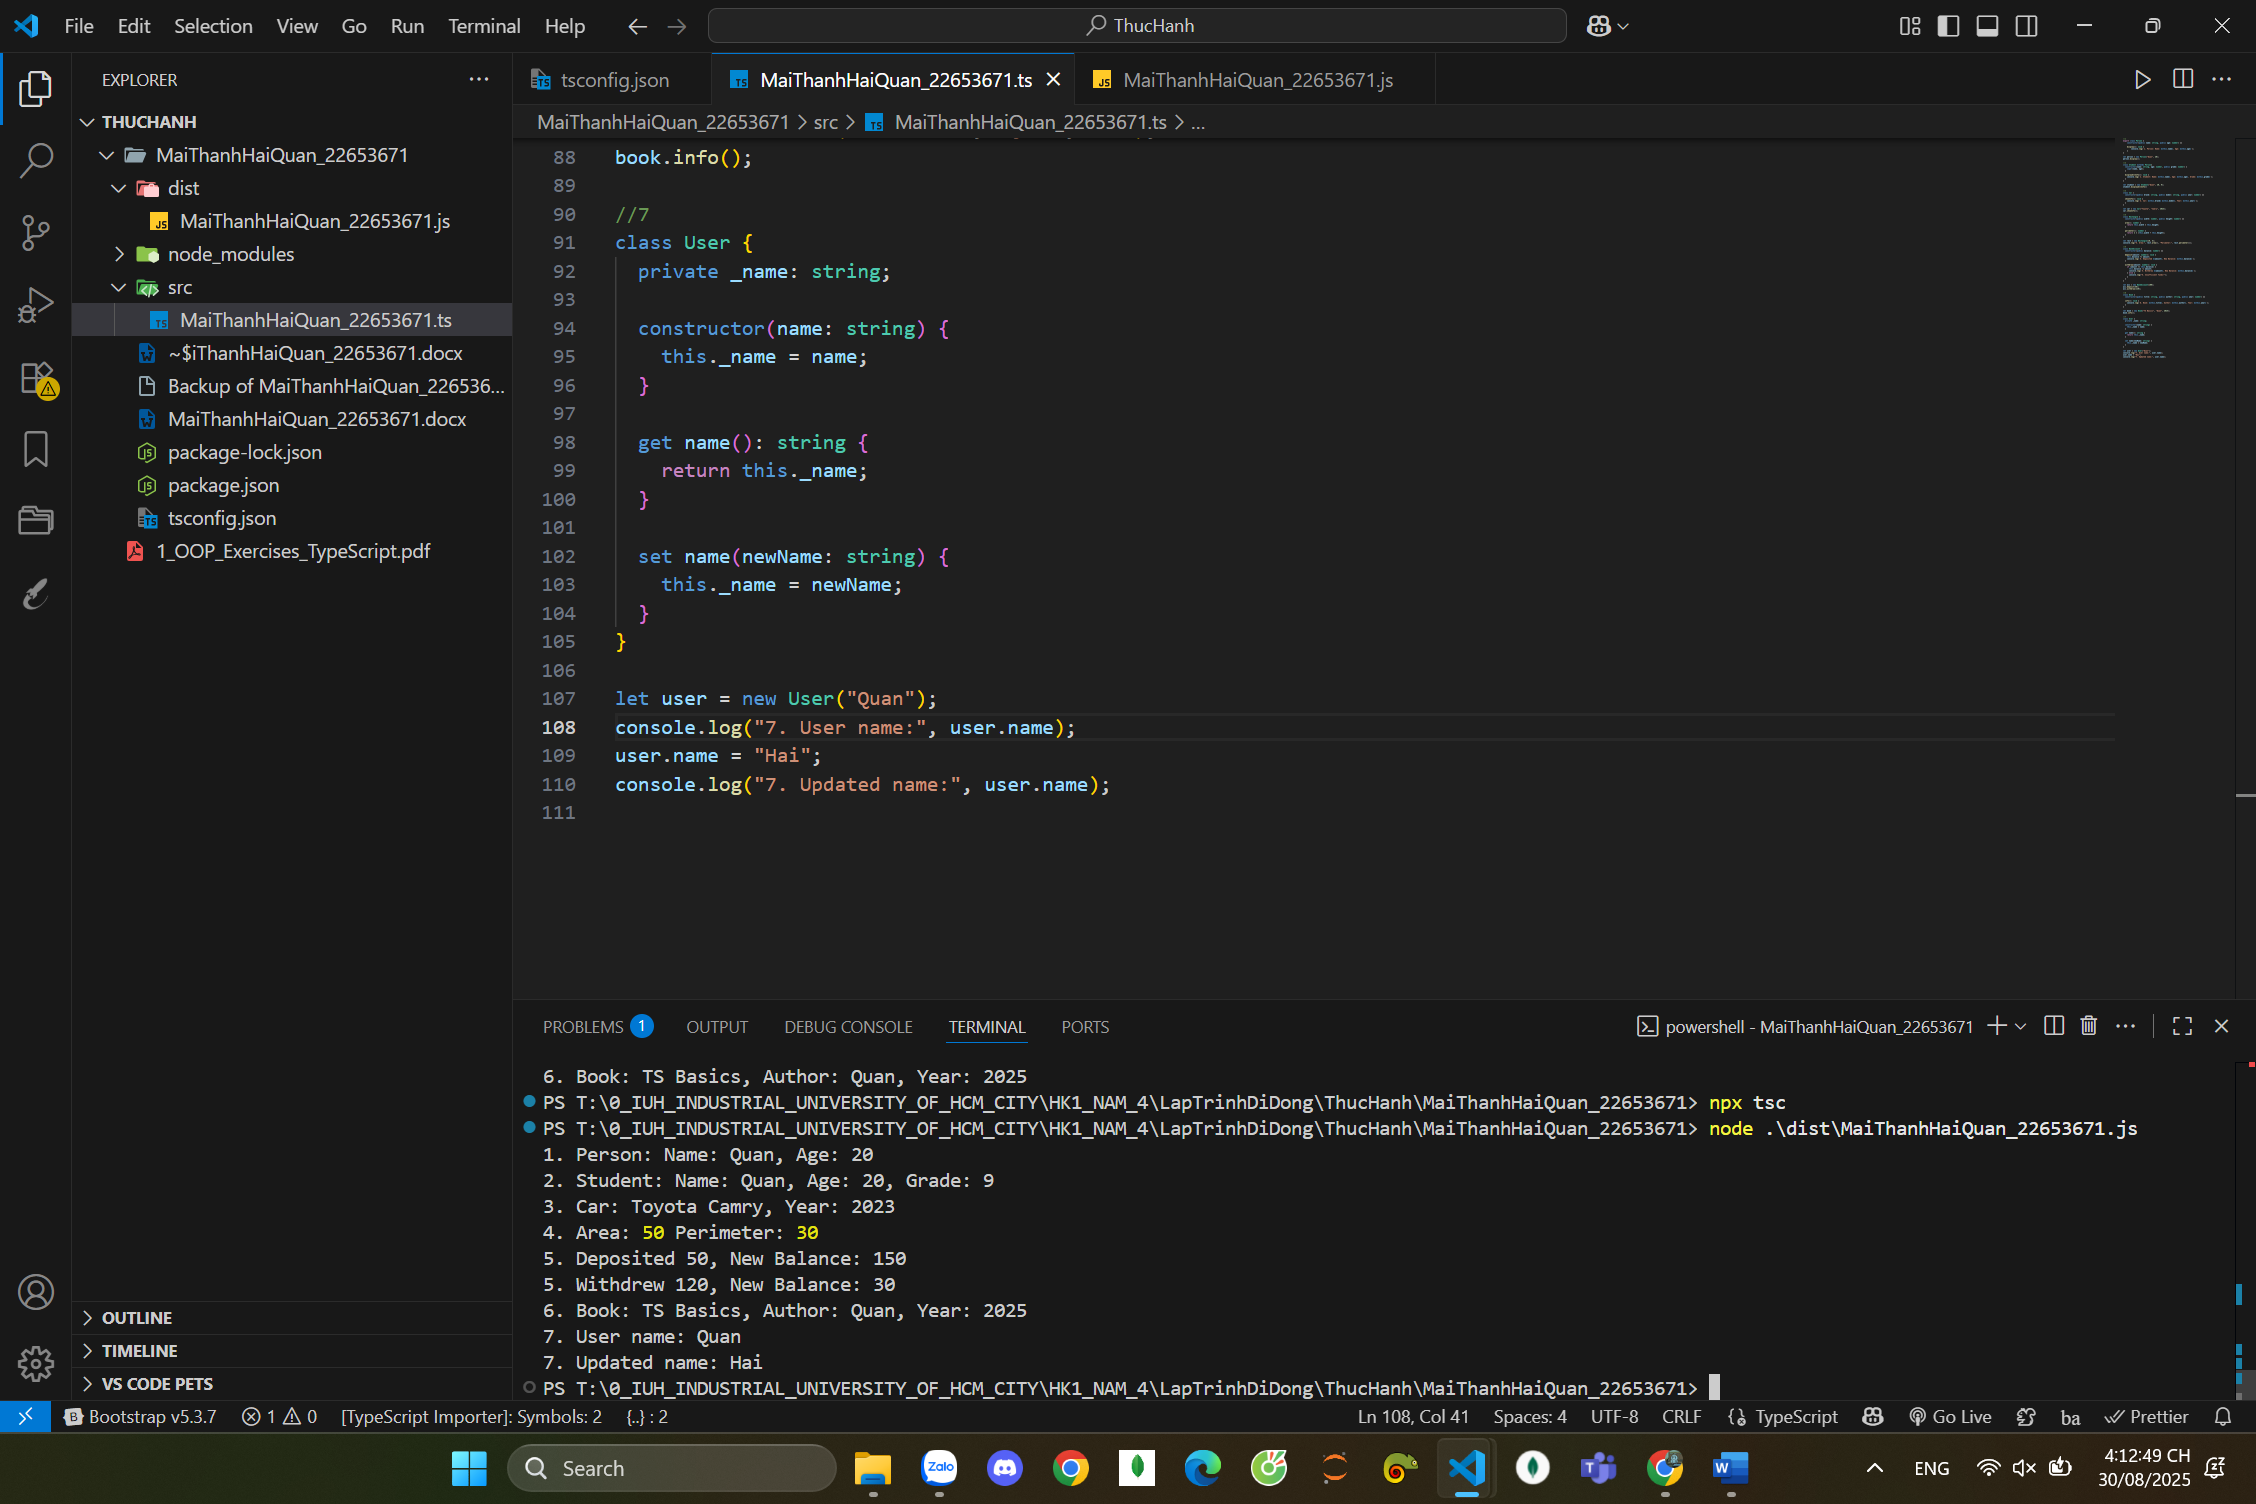 File Edit Selection View Go Run Terminal Help
ThucHanh
EXPLORER
THUCHANH
MaiThanhHaiQuan_22653671
dist
MaiThanhHaiQuan_22653671.js
node_modules
src
MaiThanhHaiQuan_22653671.ts
~$iThanhHaiQuan_22653671.docx
Backup of MaiThanhHaiQuan_226536...
MaiThanhHaiQuan_22653671.docx
package-lock.json
package.json
tsconfig.json
1_OOP_Exercises_TypeScript.pdf
OUTLINE
TIMELINE
VS CODE PETS
tsconfig.json
MaiThanhHaiQuan_22653671.ts
MaiThanhHaiQuan_22653671.js
MaiThanhHaiQuan_22653671 > src > MaiThanhHaiQuan_22653671.ts > ...
88 book.info();
89
90 //7
91 class User {
92 private _name: string;
93
94 constructor(name: string) {
95 this._name = name;
96 }
97
98 get name(): string {
99 return this._name;
100 }
101
102 set name(newName: string) {
103 this._name = newName;
104 }
105 }
106
107 let user = new User("Quan");
108 console.log("7. User name:", user.name);
109 user.name = "Hai";
110 console.log("7. Updated name:", user.name);
111
PROBLEMS 1 OUTPUT DEBUG CONSOLE TERMINAL PORTS
powershell - MaiThanhHaiQuan_22653671
6. Book: TS Basics, Author: Quan, Year: 2025
PS T:\0_IUH_INDUSTRIAL_UNIVERSITY_OF_HCM_CITY\HK1_NAM_4\LapTrinhDiDong\ThucHanh\MaiThanhHaiQuan_22653671> npx tsc
PS T:\0_IUH_INDUSTRIAL_UNIVERSITY_OF_HCM_CITY\HK1_NAM_4\LapTrinhDiDong\ThucHanh\MaiThanhHaiQuan_22653671> node .\dist\MaiThanhHaiQuan_22653671.js
1. Person: Name: Quan, Age: 20
2. Student: Name: Quan, Age: 20, Grade: 9
3. Car: Toyota Camry, Year: 2023
4. Area: 50 Perimeter: 30
5. Deposited 50, New Balance: 150
5. Withdrew 120, New Balance: 30
6. Book: TS Basics, Author: Quan, Year: 2025
7. User name: Quan
7. Updated name: Hai
PS T:\0_IUH_INDUSTRIAL_UNIVERSITY_OF_HCM_CITY\HK1_NAM_4\LapTrinhDiDong\ThucHanh\MaiThanhHaiQuan_22653671>
Bootstrap v5.3.7 1 0 [TypeScript Importer]: Symbols: 2 {..} : 2 Ln 108, Col 41 Spaces: 4 UTF-8 CRLF TypeScript Go Live ba Prettier
Search
Zalo
ENG
4:12:49 CH
30/08/2025